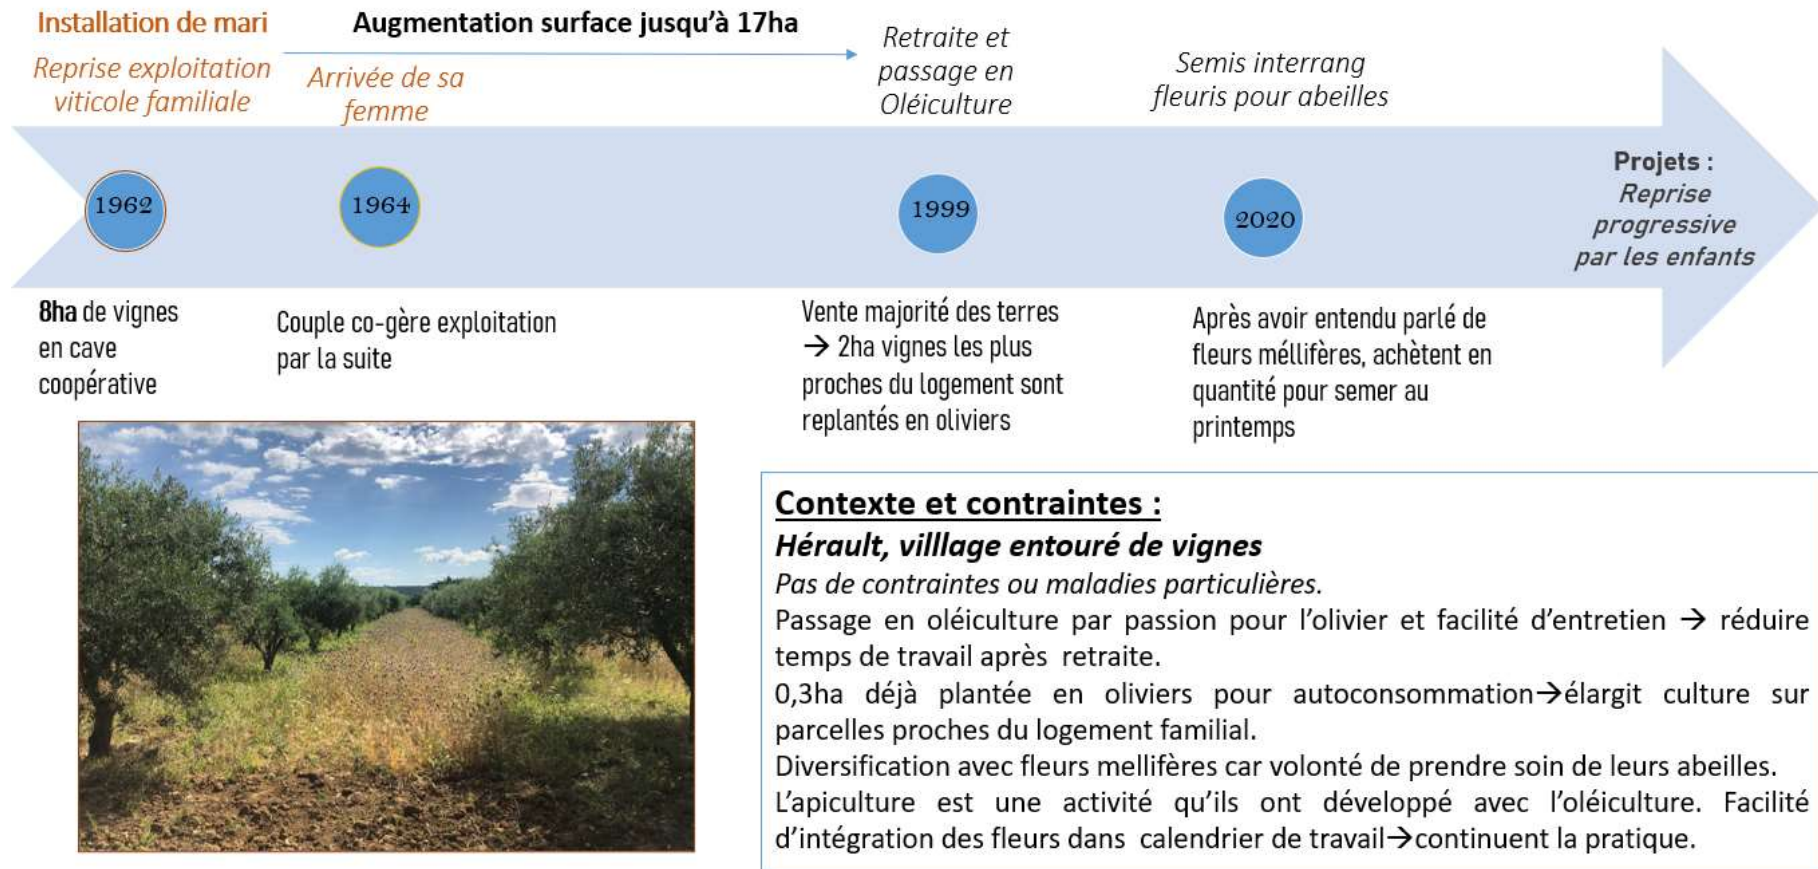 Installation de mari
Reprise exploitation
viticole familiale
Augmentation surface jusqu'à 17ha
Arrivée de sa
femme
Retraite et
passage en
Oléiculture
Semis interrang
fleuris pour abeilles
1962
1964
1999
2020
Projets :
Reprise
progressive
par les enfants
8ha de vignes
en cave
coopérative
Couple co-gère exploitation
par la suite
Vente majorité des terres
→ 2ha vignes les plus
proches du logement sont
replantés en oliviers
Après avoir entendu parlé de
fleurs méllifères, achètent en
quantité pour semer au
printemps
Contexte et contraintes :
Hérault, villlage entouré de vignes
Pas de contraintes ou maladies particulières.
Passage en oléiculture par passion pour l'olivier et facilité d'entretien → réduire
temps de travail après retraite.
0,3ha déjà plantée en oliviers pour autoconsommation→élargit culture sur
parcelles proches du logement familial.
Diversification avec fleurs mellifères car volonté de prendre soin de leurs abeilles.
L'apiculture est une activité qu'ils ont développé avec l'oléiculture. Facilité
d'intégration des fleurs dans calendrier de travail→continuent la pratique.